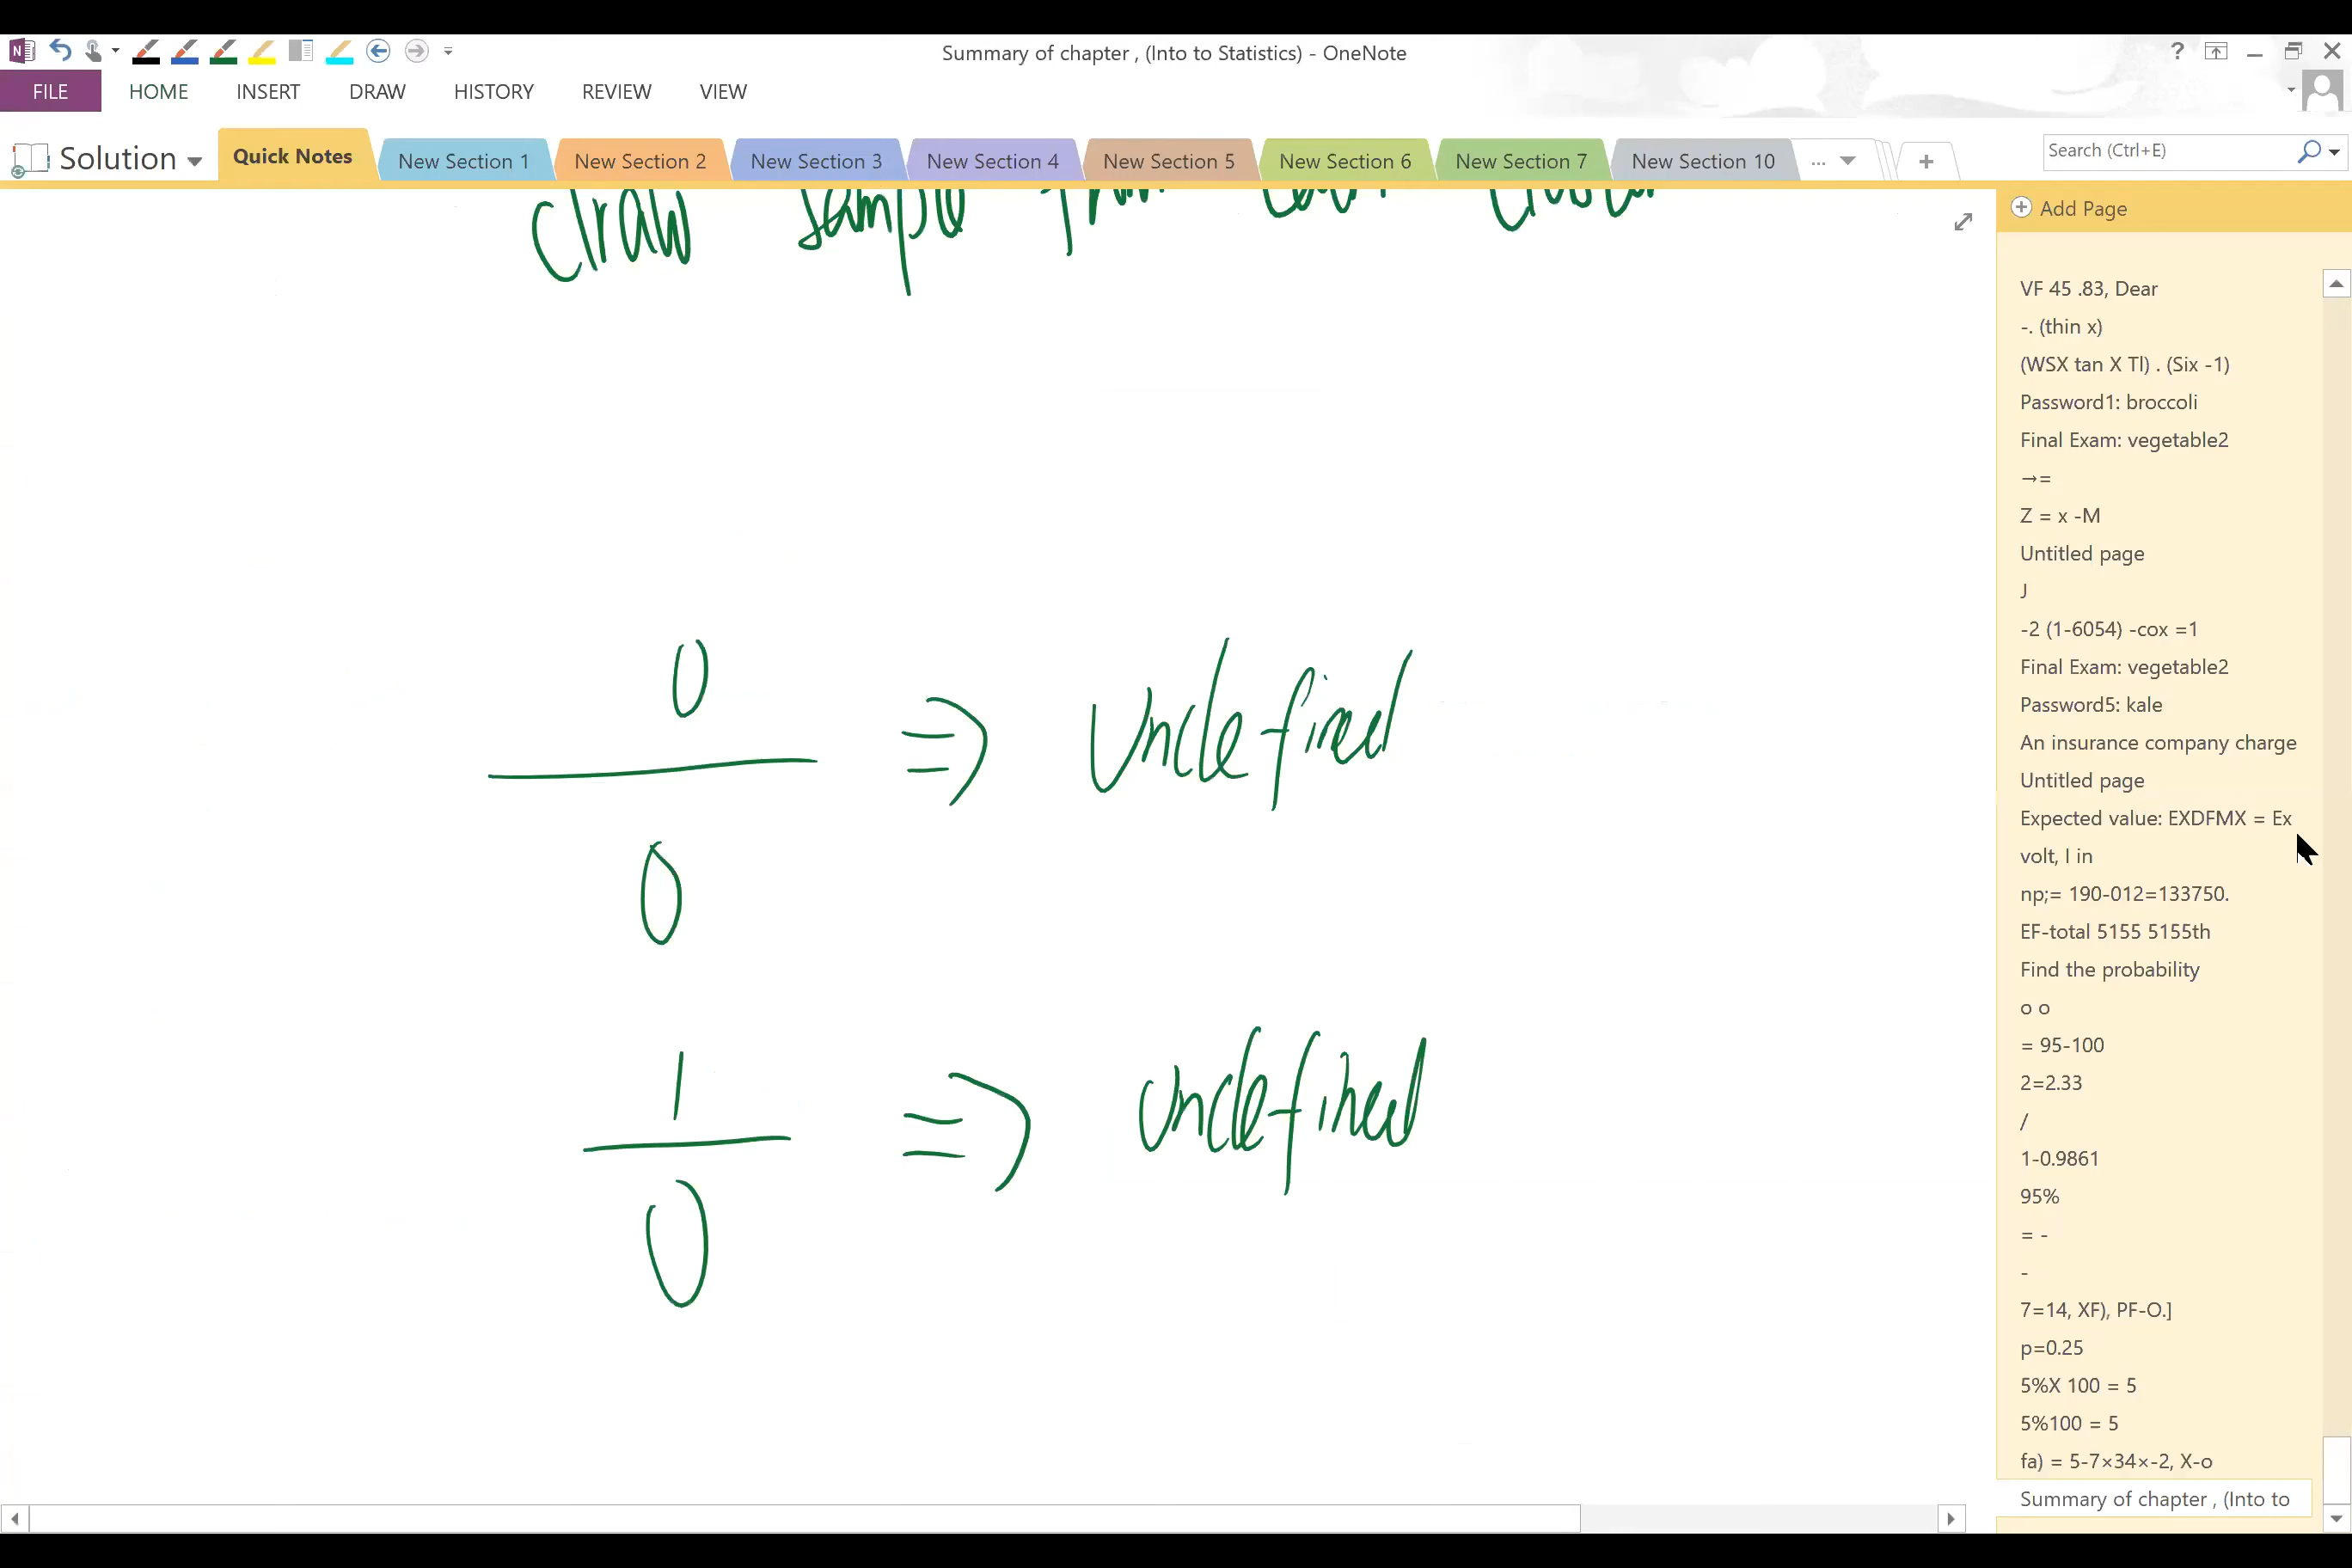 Summary of chapter , (Into to Statistics) - OneNote
FILE HOME INSERT DRAW HISTORY REVIEW VIEW
Solution Quick Notes New Section 1 New Section 2 New Section 3 New Section 4 New Section 5 New Section 6 New Section 7 New Section 10 ... + Search (Ctrl+E)
Add Page
draw sample from
0
⇒ Undefined
0
1
⇒ Undefined
0
VF 45 .83, Dear
-. (thin x)
(WSX tan X Tl) . (Six -1)
Password1: broccoli
Final Exam: vegetable2
→=
Z = x -M
Untitled page
J
-2 (1-6054) -cox =1
Final Exam: vegetable2
Password5: kale
An insurance company charge
Untitled page
Expected value: EXDFMX = Ex
volt, I in
np;= 190-012=133750.
EF-total 5155 5155th
Find the probability
o o
= 95-100
2=2.33
/
1-0.9861
95%
= -
-
7=14, XF), PF-O.]
p=0.25
5%X 100 = 5
5%100 = 5
fa) = 5-7×34×-2, X-o
Summary of chapter , (Into to